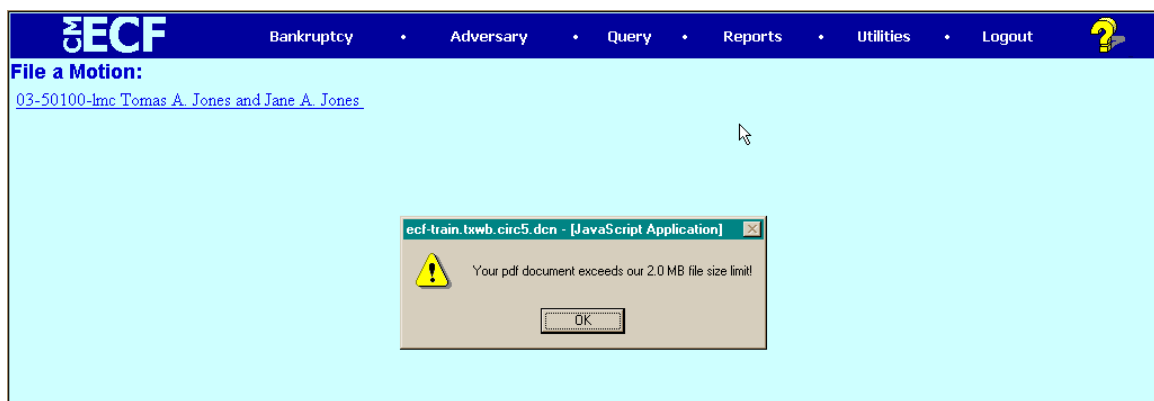 CM ECF Bankruptcy • Adversary • Query • Reports • Utilities • Logout ?
File a Motion:
03-50100-lmc Tomas A. Jones and Jane A. Jones
ecf-train.txwb.circ5.dcn - [JavaScript Application]
Your pdf document exceeds our 2.0 MB file size limit!
OK